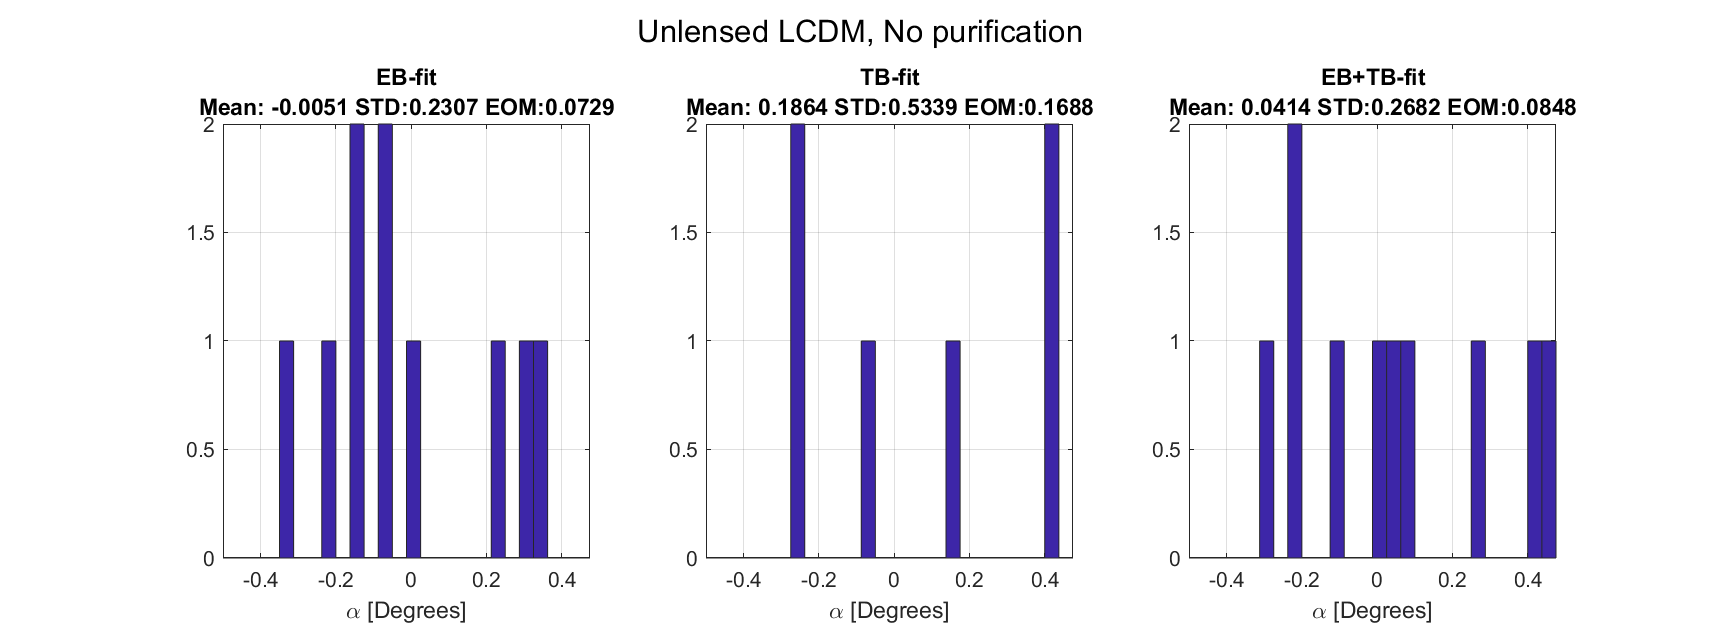 Unlensed LCDM, No purification
EB-fit
Mean: -0.0051 STD:0.2307 EOM:0.0729
2
1.5
1
0.5
0
-0.4 -0.2 0 0.2 0.4
α [Degrees]
TB-fit
Mean: 0.1864 STD:0.5339 EOM:0.1688
2
1.5
1
0.5
0
-0.4 -0.2 0 0.2 0.4
α [Degrees]
EB+TB-fit
Mean: 0.0414 STD:0.2682 EOM:0.0848
2
1.5
1
0.5
0
-0.4 -0.2 0 0.2 0.4
α [Degrees]